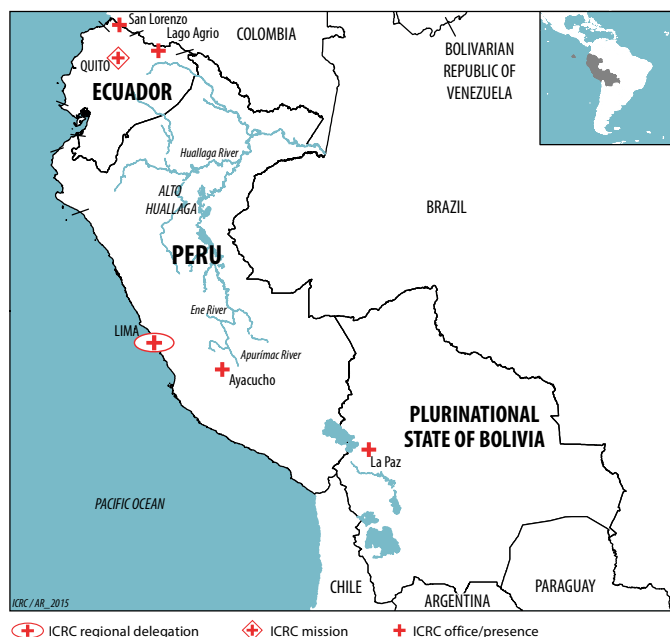 San Lorenzo
Lago Agrio
COLOMBIA
BOLIVARIAN
REPUBLIC OF
VENEZUELA
QUITO
ECUADOR
Huallaga River
ALTO
HUALLAGA
BRAZIL
PERU
Ene River
LIMA
Apurímac River
Ayacucho
PLURINATIONAL
STATE OF BOLIVIA
La Paz
PACIFIC OCEAN
CHILE
PARAGUAY
ARGENTINA
ICRC / AR_2015
ICRC regional delegation ICRC mission ICRC office/presence